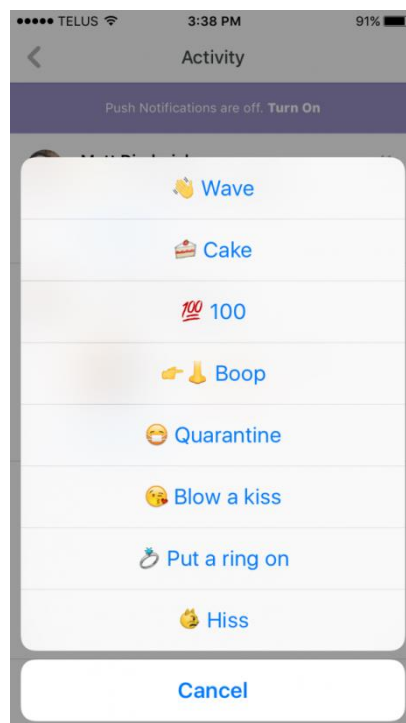 TELUS 3:38 PM 91%
Activity
Push Notifications are off. Turn On
Wave
Cake
100 100
Boop
Quarantine
Blow a kiss
Put a ring on
Hiss
Cancel